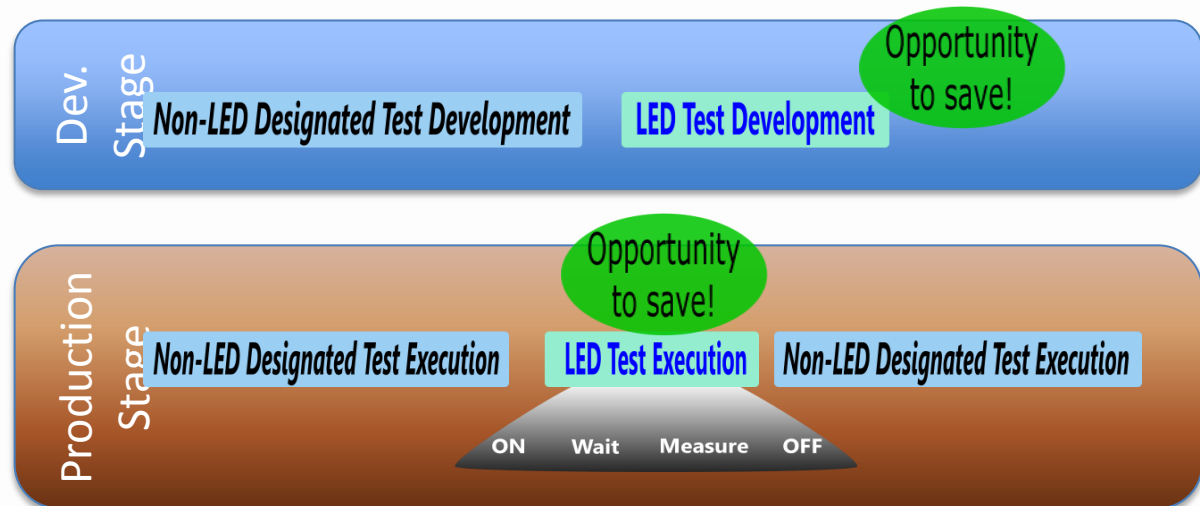 Dev.
Stage
Non-LED Designated Test Development
LED Test Development
Opportunity
to save!
Production
Stage
Opportunity
to save!
Non-LED Designated Test Execution
LED Test Execution
Non-LED Designated Test Execution
ON Wait Measure OFF